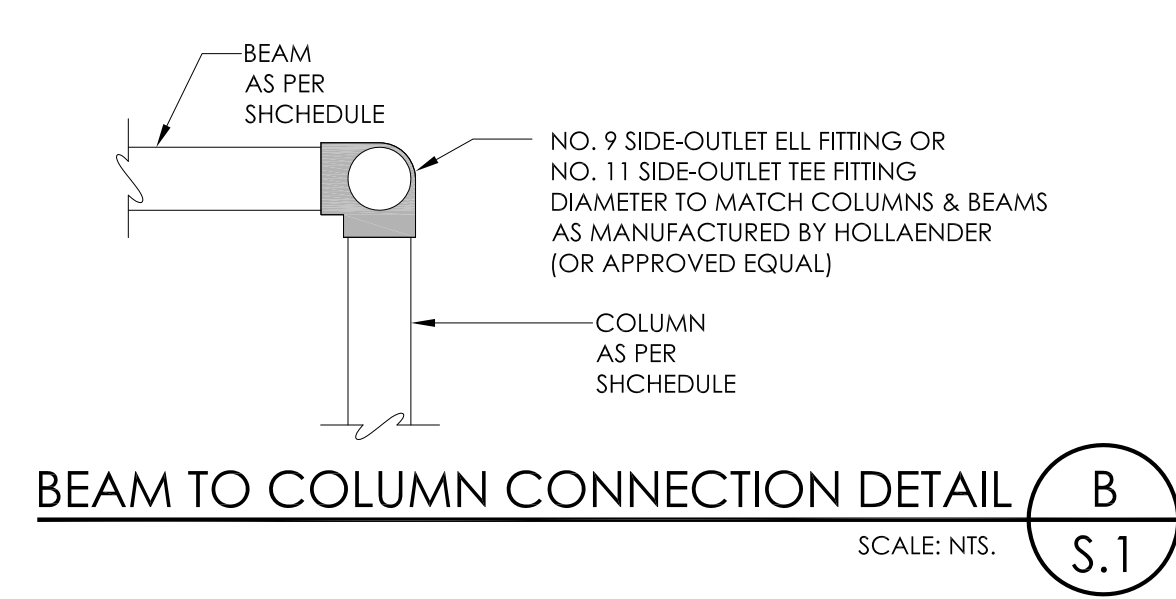 BEAM
AS PER
SHCHEDULE
NO. 9 SIDE-OUTLET ELL FITTING OR
NO. 11 SIDE-OUTLET TEE FITTING
DIAMETER TO MATCH COLUMNS & BEAMS
AS MANUFACTURED BY HOLLAENDER
(OR APPROVED EQUAL)
COLUMN
AS PER
SHCHEDULE
BEAM TO COLUMN CONNECTION DETAIL
B
SCALE: NTS.
S.1